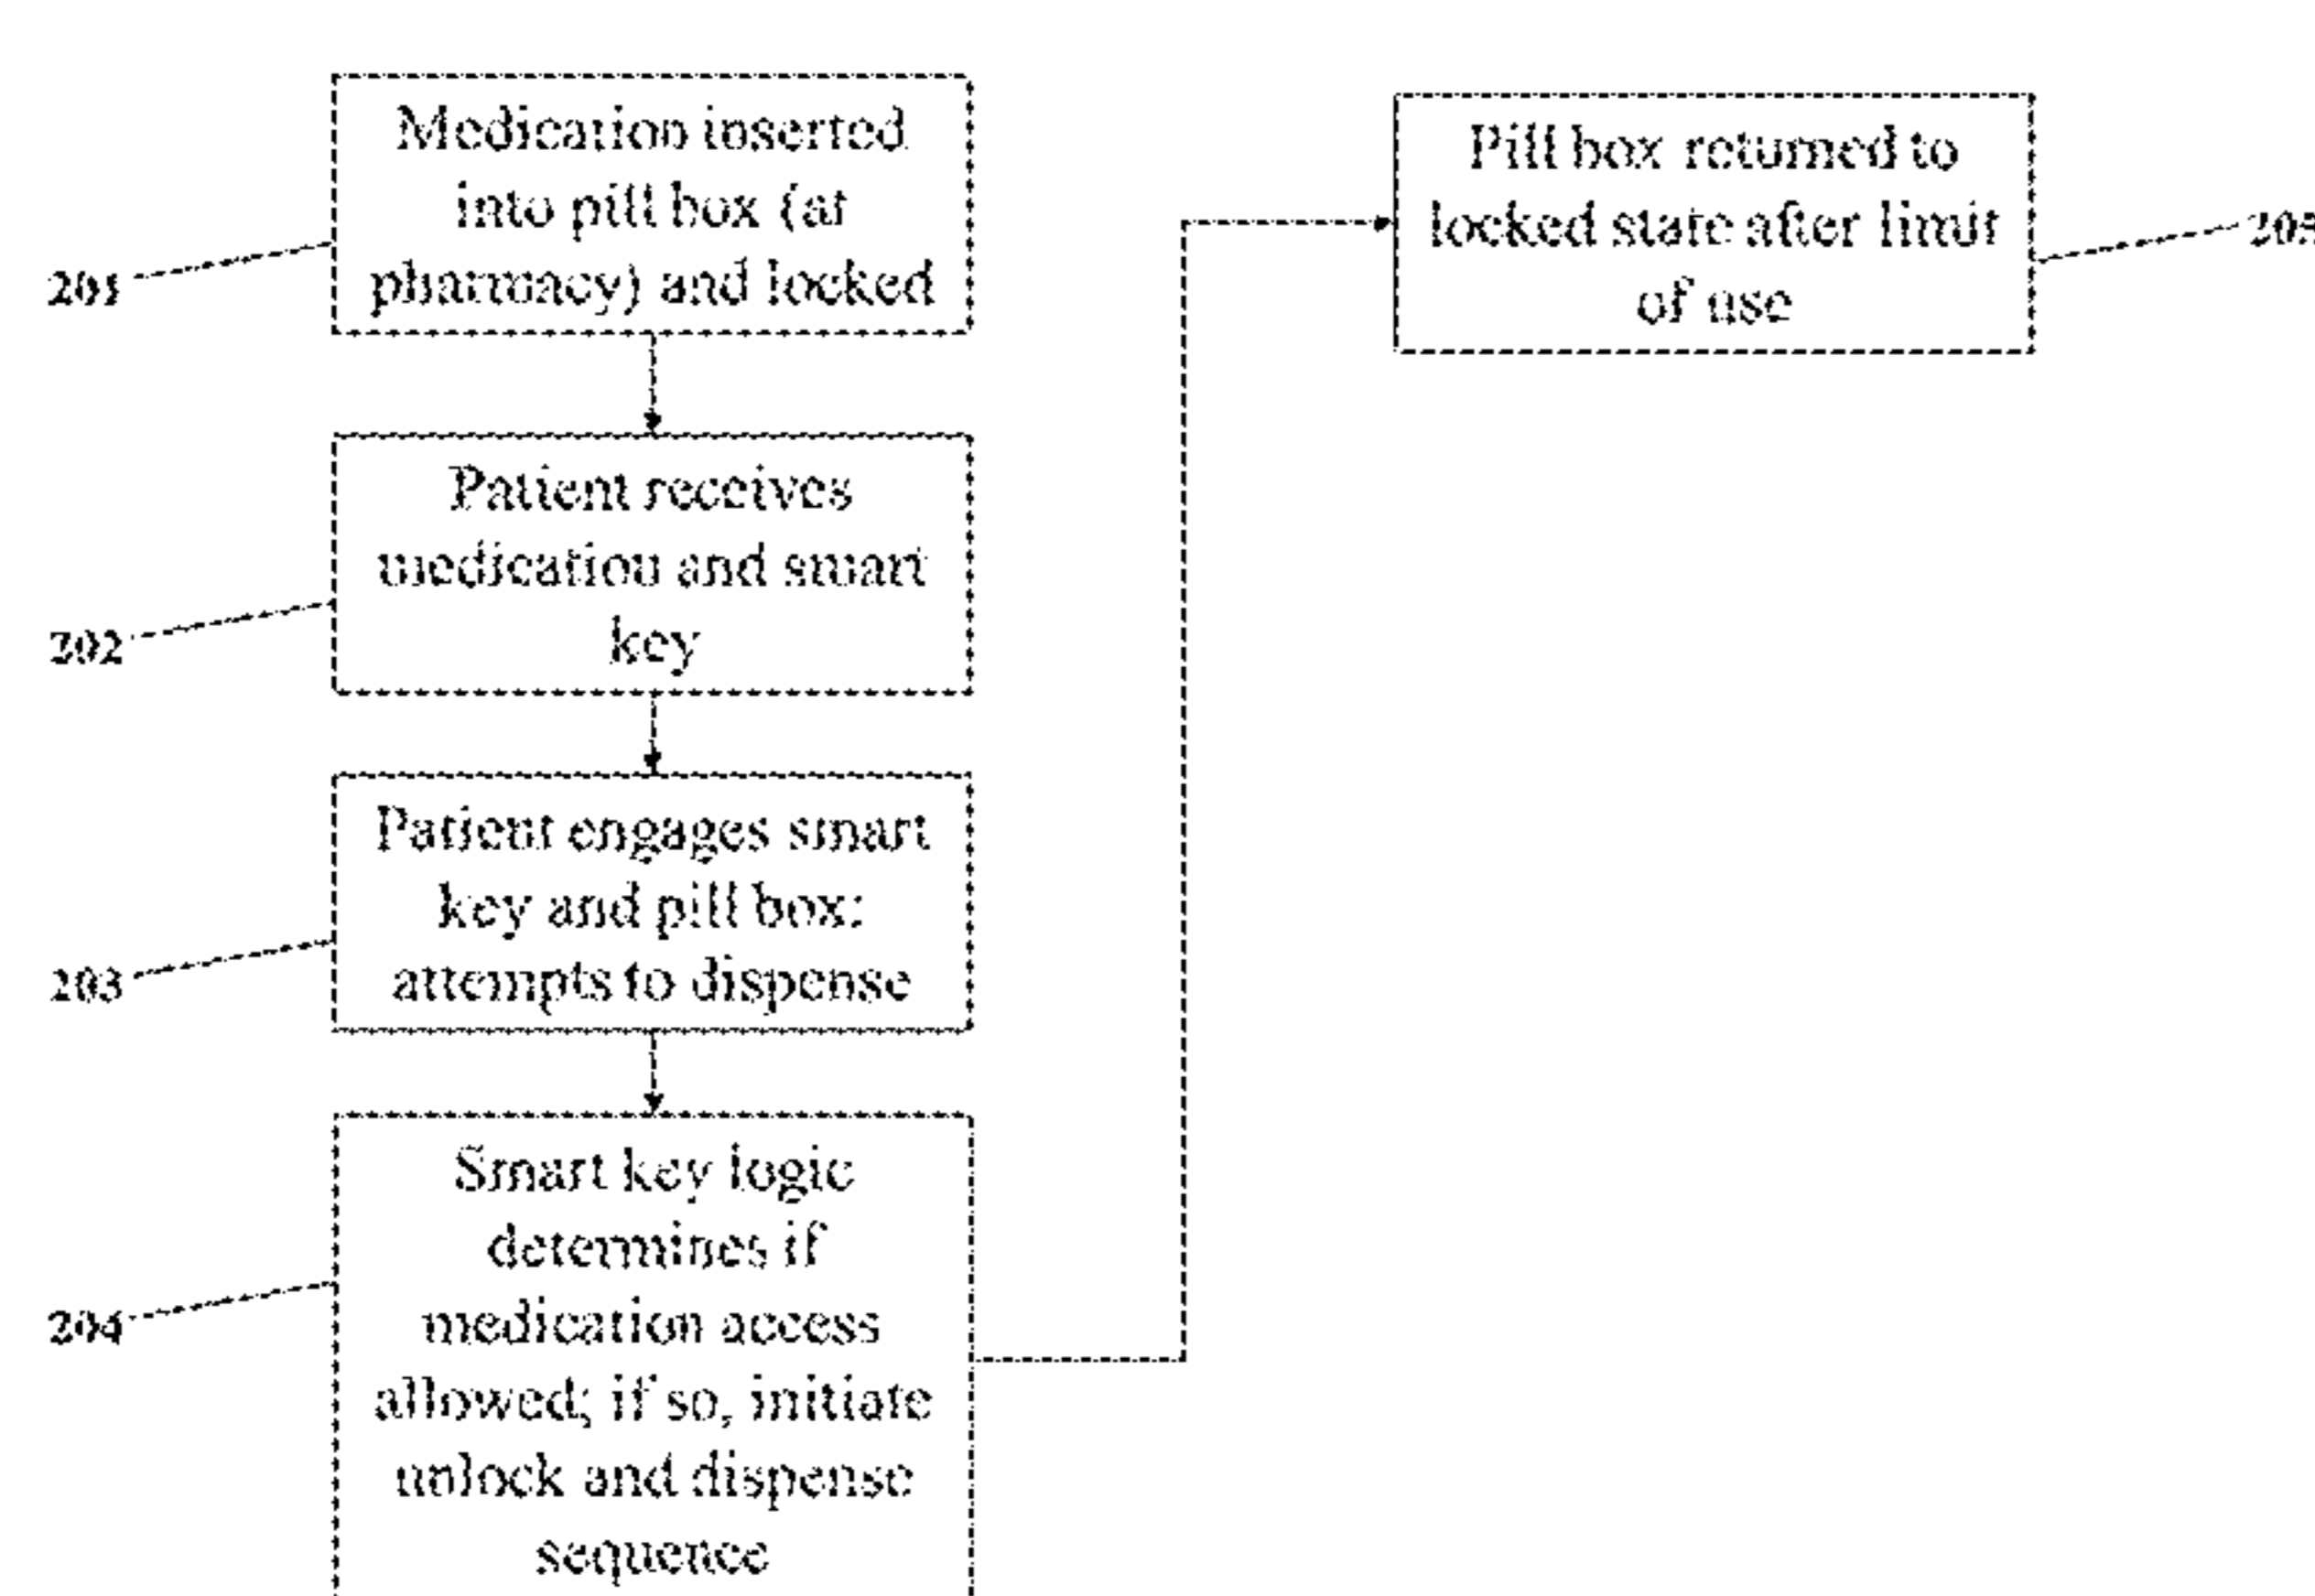 Medication inserted
into pill box (at
pharmacy) and locked
201
Patient receives
medication and smart
key
202
Patient engages smart
key and pill box;
attempts to dispense
203
Smart key logic
determines if
medication access
allowed; if so, initiate
unlock and dispense
sequence
204
Pill box returned to
locked state after limit
of use
205